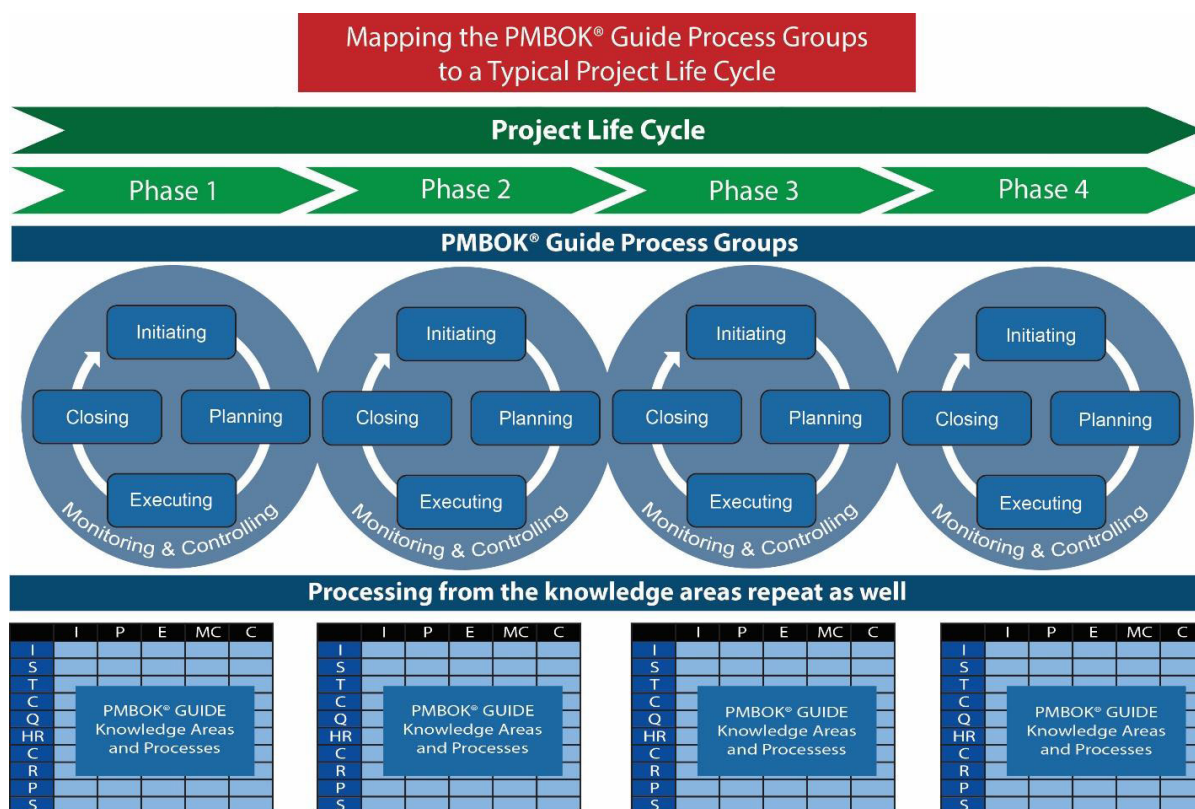 Mapping the PMBOK® Guide Process Groups
to a Typical Project Life Cycle
Project Life Cycle
Phase 1
Phase 2
Phase 3
Phase 4
PMBOK® Guide Process Groups
Initiating
Closing
Planning
Executing
Monitoring & Controlling
Initiating
Closing
Planning
Executing
Monitoring & Controlling
Initiating
Closing
Planning
Executing
Monitoring & Controlling
Initiating
Closing
Planning
Executing
Monitoring & Controlling
Processing from the knowledge areas repeat as well
I P E MC C
I
S
T
C
Q
HR
C
R
P
S
PMBOK® GUIDE
Knowledge Areas
and Processes
I P E MC C
I
S
T
C
Q
HR
C
R
P
S
PMBOK® GUIDE
Knowledge Areas
and Processes
I P E MC C
I
S
T
C
Q
HR
C
R
P
S
PMBOK® GUIDE
Knowledge Areas
and Processess
I P E MC C
I
S
T
C
Q
HR
C
R
P
S
PMBOK® GUIDE
Knowledge Areas
and Processes